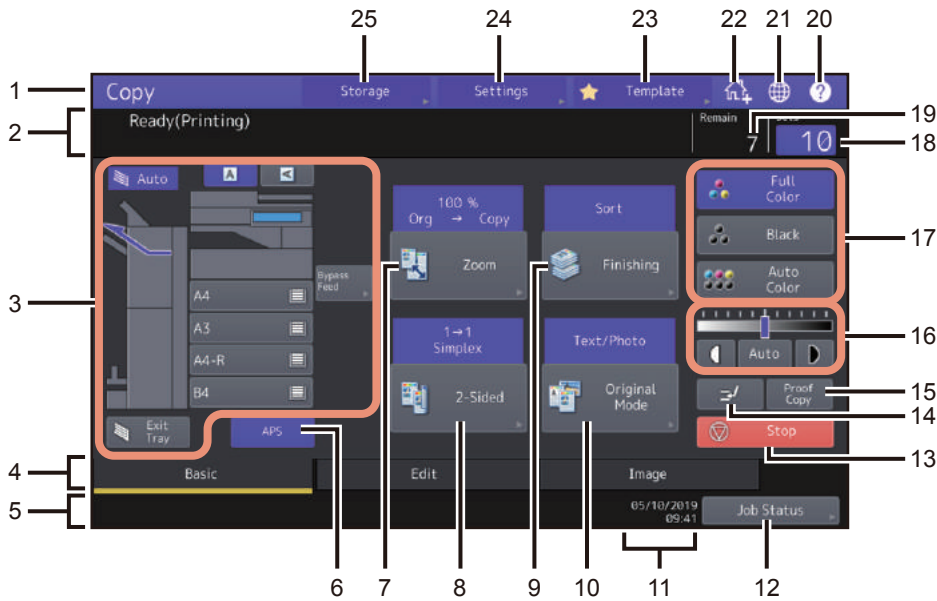 25 24 23 22 21 20
1 Copy Storage Settings Template ?
2 Ready(Printing) Remain 19
7 10 18
Auto A A
100 %
Org → Copy
Sort
Full
Color
Black 17
Auto
Color
7 Zoom
9 Finishing
Bypass
Feed
3
A4
A3
A4-R
B4
1→1
Simplex
Text/Photo
16
Auto
2-Sided
Original
Mode
Proof
Copy
15
14
Exit
Tray
APS
Stop
13
4 Basic Edit Image
5 05/10/2019
09:41
Job Status
6 7 8 9 10 11 12